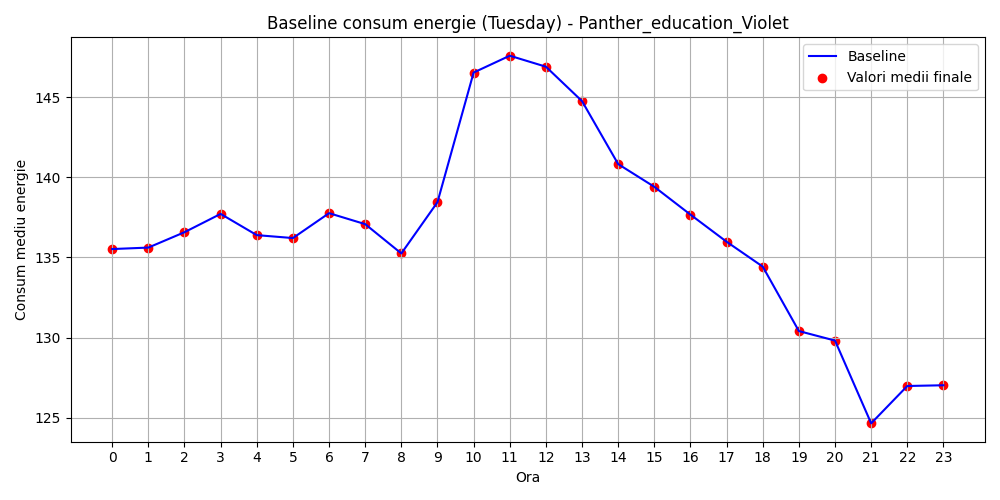 Baseline consum energie (Tuesday) - Panther_education_Violet
Baseline
Valori medii finale
Consum mediu energie
145
140
135
130
125
0 1 2 3 4 5 6 7 8 9 10 11 12 13 14 15 16 17 18 19 20 21 22 23
Ora